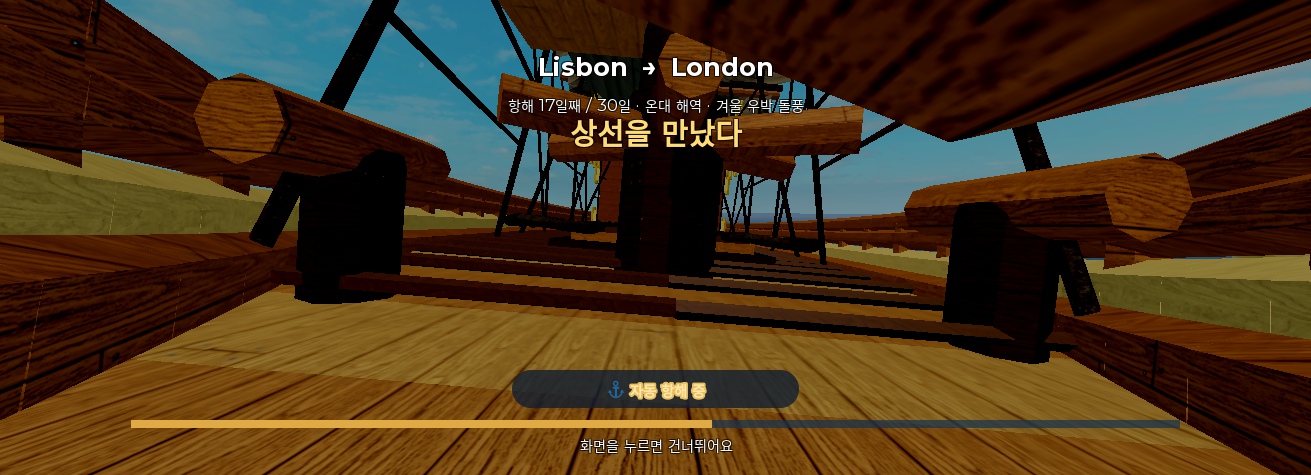 Lisbon → London
항해 17일째 / 30일 · 온대 해역 · 겨울 우박 돌풍
상선을 만났다
⚓ 자동 항해 중
화면을 누르면 건너뛰어요